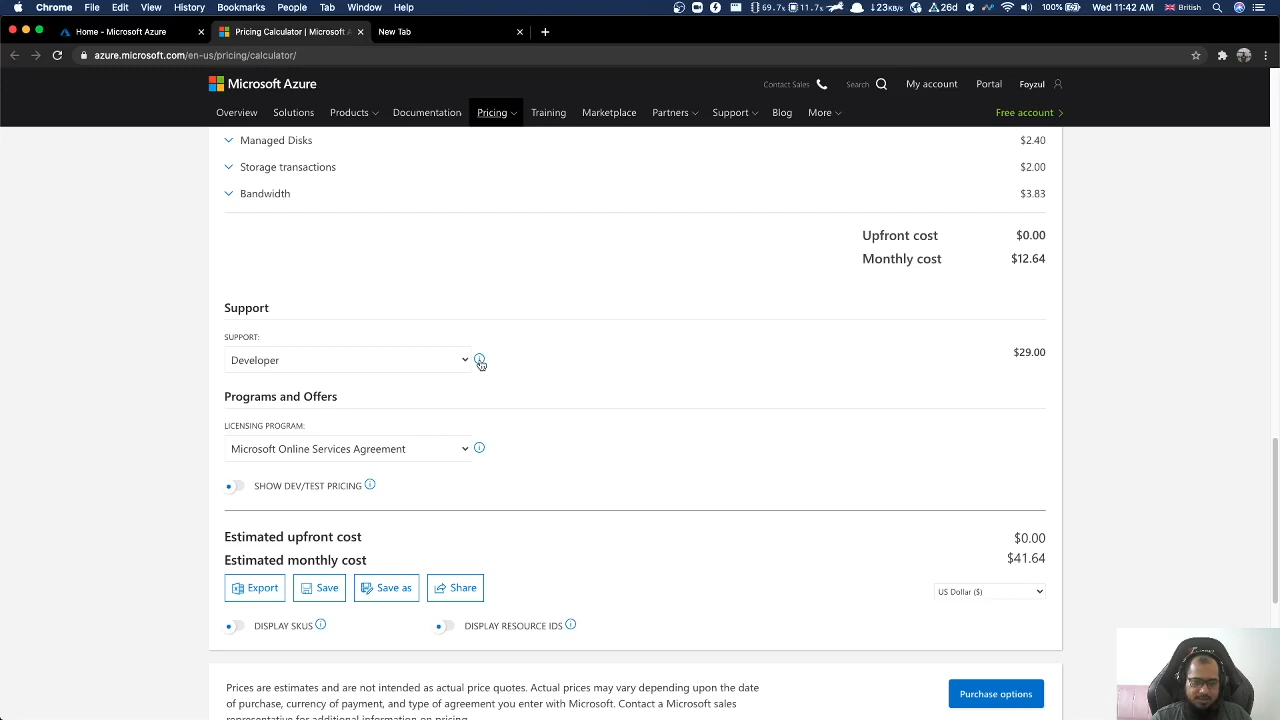 Chrome File Edit View History Bookmarks People Tab Window Help
100% Wed 11:42 AM British
Home - Microsoft Azure
Pricing Calculator | Microsoft A
New Tab
azure.microsoft.com/en-us/pricing/calculator/
Microsoft Azure
Contact Sales Search My account Portal Foyzul
Overview Solutions Products Documentation Pricing Training Marketplace Partners Support Blog More Free account
Managed Disks $2.40
Storage transactions $2.00
Bandwidth $3.83
Upfront cost $0.00
Monthly cost $12.64
Support
SUPPORT:
Developer $29.00
Programs and Offers
LICENSING PROGRAM:
Microsoft Online Services Agreement
SHOW DEV/TEST PRICING
Estimated upfront cost $0.00
Estimated monthly cost $41.64
Export Save Save as Share
US Dollar ($)
DISPLAY SKUS DISPLAY RESOURCE IDS
Prices are estimates and are not intended as actual price quotes. Actual prices may vary depending upon the date
of purchase, currency of payment, and type of agreement you enter with Microsoft. Contact a Microsoft sales
representative for additional information on pricing.
Purchase options